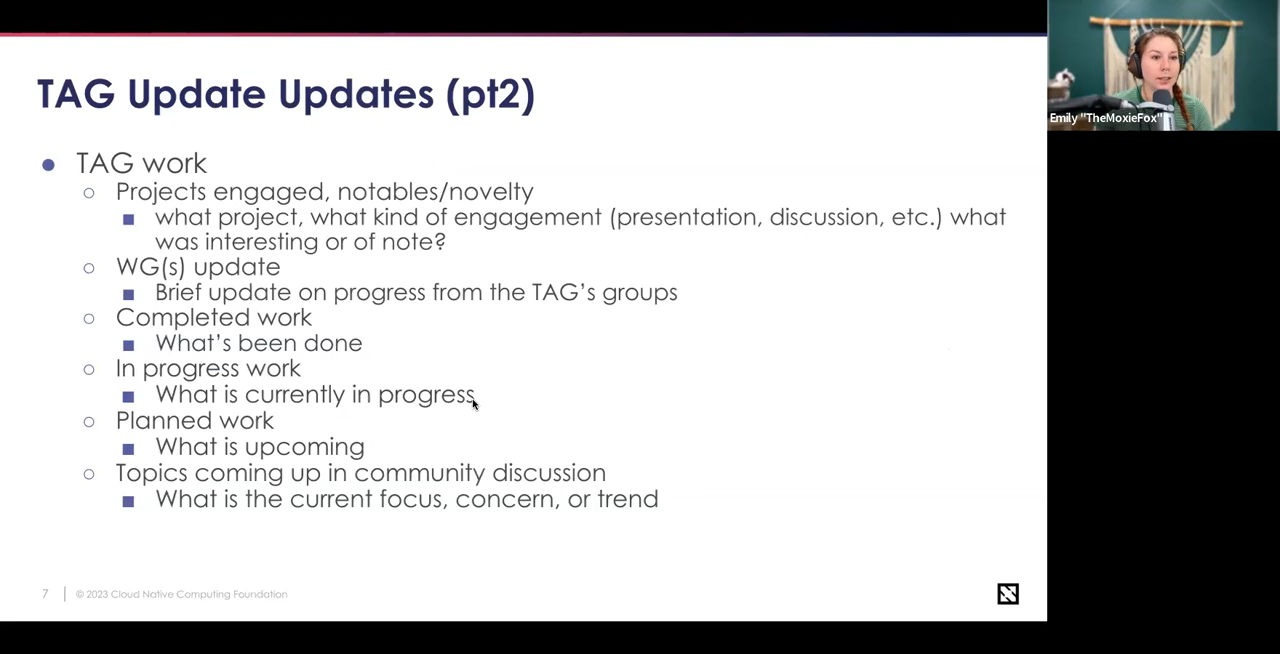 TAG Update Updates (pt2)
TAG work
Projects engaged, notables/novelty
what project, what kind of engagement (presentation, discussion, etc.) what
was interesting or of note?
WG(s) update
Brief update on progress from the TAG's groups
Completed work
What's been done
In progress work
What is currently in progress
Planned work
What is upcoming
Topics coming up in community discussion
What is the current focus, concern, or trend
7
© 2023 Cloud Native Computing Foundation
Emily "TheMoxieFox"